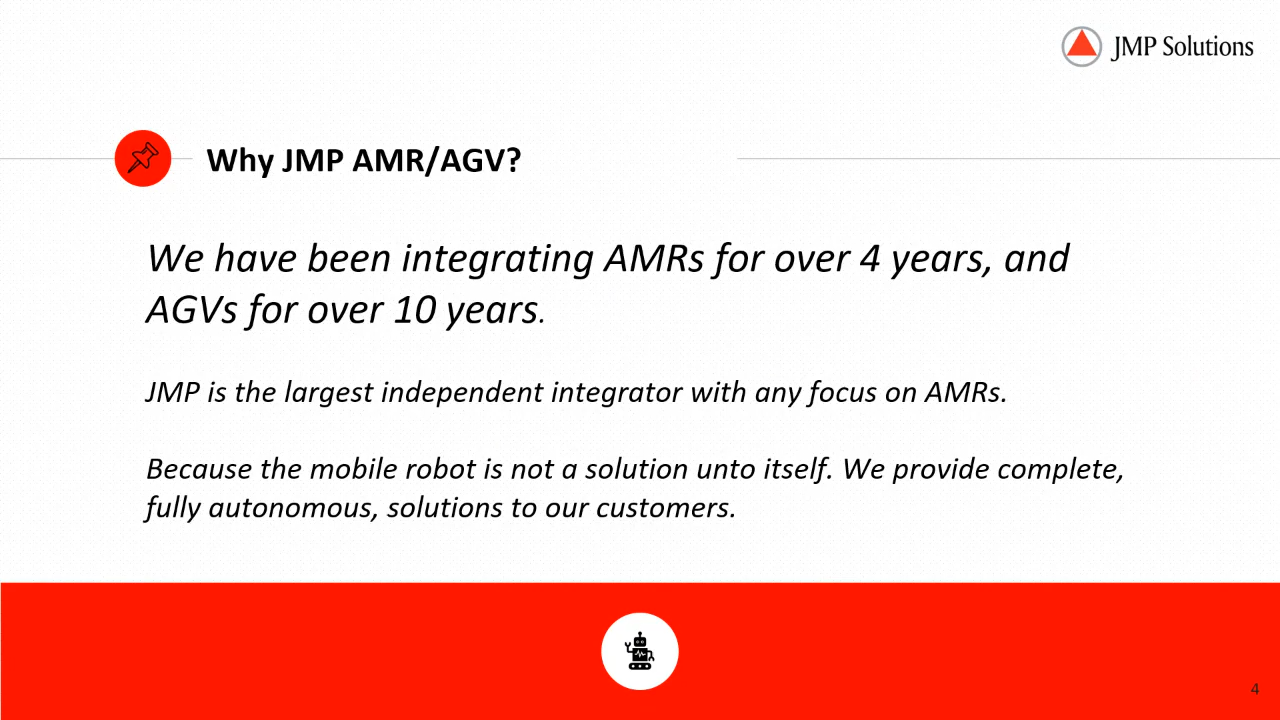 JMP Solutions
Why JMP AMR/AGV?
We have been integrating AMRs for over 4 years, and
AGVs for over 10 years.
JMP is the largest independent integrator with any focus on AMRs.
Because the mobile robot is not a solution unto itself. We provide complete,
fully autonomous, solutions to our customers.
4